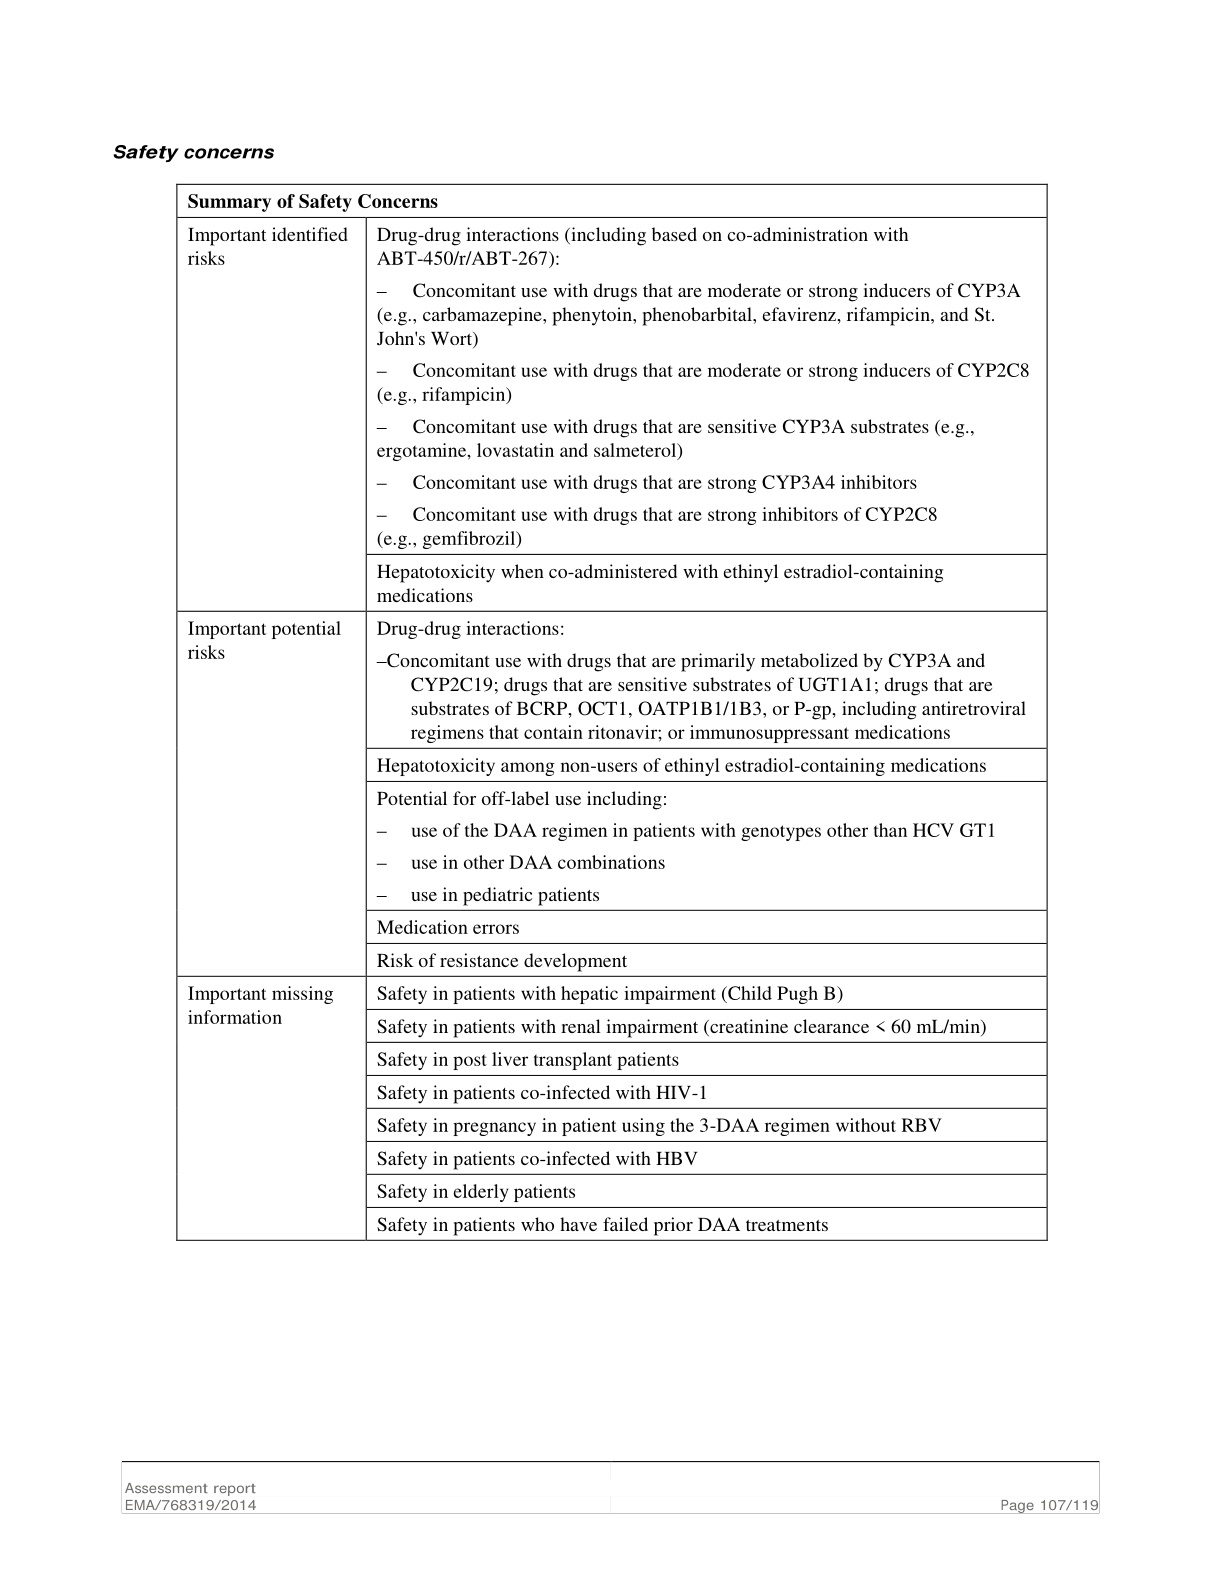 Safety concerns
Summary of Safety Concerns
Important identified
risks
Drug-drug interactions (including based on co-administration with
ABT-450/r/ABT-267):
– Concomitant use with drugs that are moderate or strong inducers of CYP3A
(e.g., carbamazepine, phenytoin, phenobarbital, efavirenz, rifampicin, and St.
John's Wort)
– Concomitant use with drugs that are moderate or strong inducers of CYP2C8
(e.g., rifampicin)
– Concomitant use with drugs that are sensitive CYP3A substrates (e.g.,
ergotamine, lovastatin and salmeterol)
– Concomitant use with drugs that are strong CYP3A4 inhibitors
– Concomitant use with drugs that are strong inhibitors of CYP2C8
(e.g., gemfibrozil)
Hepatotoxicity when co-administered with ethinyl estradiol-containing
medications
Important potential
risks
Drug-drug interactions:
–Concomitant use with drugs that are primarily metabolized by CYP3A and
CYP2C19; drugs that are sensitive substrates of UGT1A1; drugs that are
substrates of BCRP, OCT1, OATP1B1/1B3, or P-gp, including antiretroviral
regimens that contain ritonavir; or immunosuppressant medications
Hepatotoxicity among non-users of ethinyl estradiol-containing medications
Potential for off-label use including:
– use of the DAA regimen in patients with genotypes other than HCV GT1
– use in other DAA combinations
– use in pediatric patients
Medication errors
Risk of resistance development
Important missing
information
Safety in patients with hepatic impairment (Child Pugh B)
Safety in patients with renal impairment (creatinine clearance < 60 mL/min)
Safety in post liver transplant patients
Safety in patients co-infected with HIV-1
Safety in pregnancy in patient using the 3-DAA regimen without RBV
Safety in patients co-infected with HBV
Safety in elderly patients
Safety in patients who have failed prior DAA treatments
Assessment report
EMA/768319/2014
Page 107/119